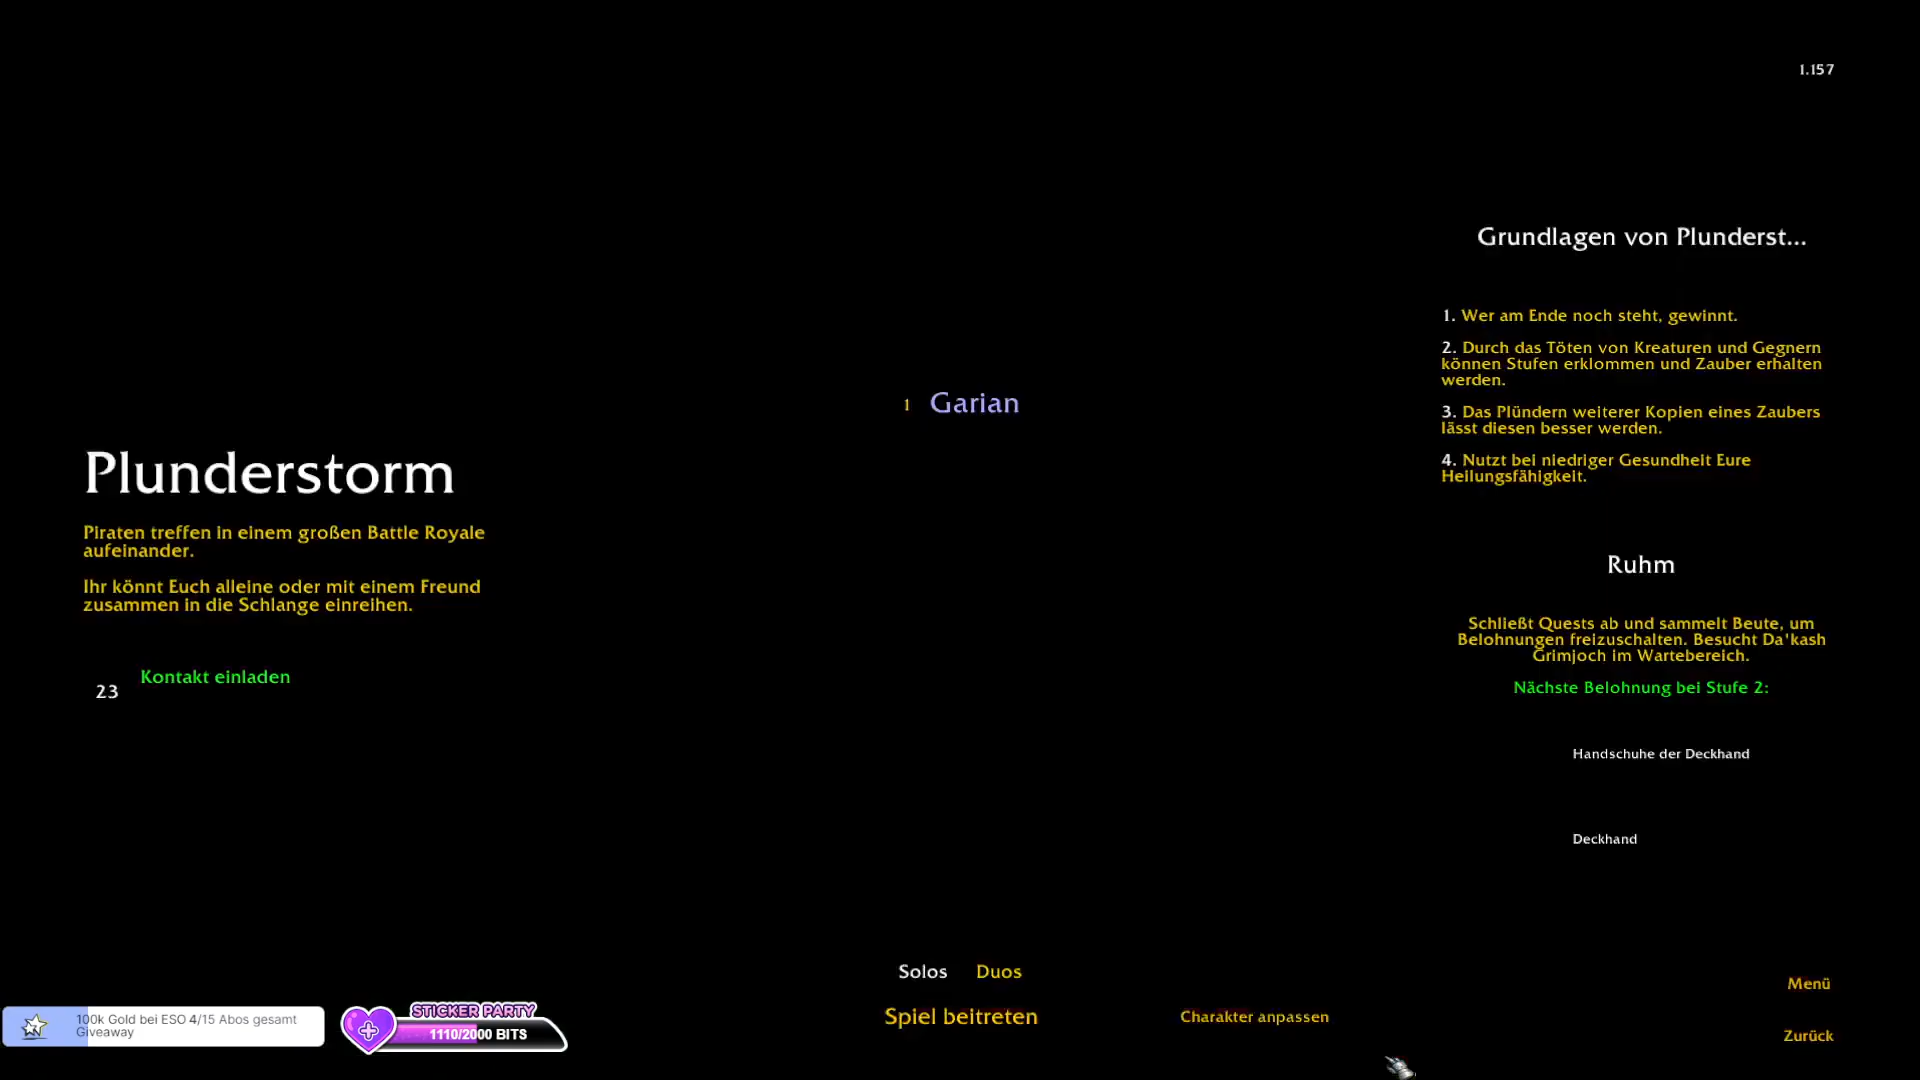 1.157
Plunderstorm
Piraten treffen in einem großen Battle Royale
aufeinander.
Ihr könnt Euch alleine oder mit einem Freund
zusammen in die Schlange einreihen.
23
Kontakt einladen
1 Garian
Grundlagen von Plunderst...
1. Wer am Ende noch steht, gewinnt.
2. Durch das Töten von Kreaturen und Gegnern
können Stufen erklommen und Zauber erhalten
werden.
3. Das Plündern weiterer Kopien eines Zaubers
lässt diesen besser werden.
4. Nutzt bei niedriger Gesundheit Eure
Heilungsfähigkeit.
Ruhm
Schließt Quests ab und sammelt Beute, um
Belohnungen freizuschalten. Besucht Da'kash
Grimjoch im Wartebereich.
Nächste Belohnung bei Stufe 2:
Handschuhe der Deckhand
Deckhand
Solos Duos
Spiel beitreten
Charakter anpassen
Menü
Zurück
100k Gold bei ESO 4/15 Abos gesamt
Giveaway
STICKER PARTY
1110/2000 BITS